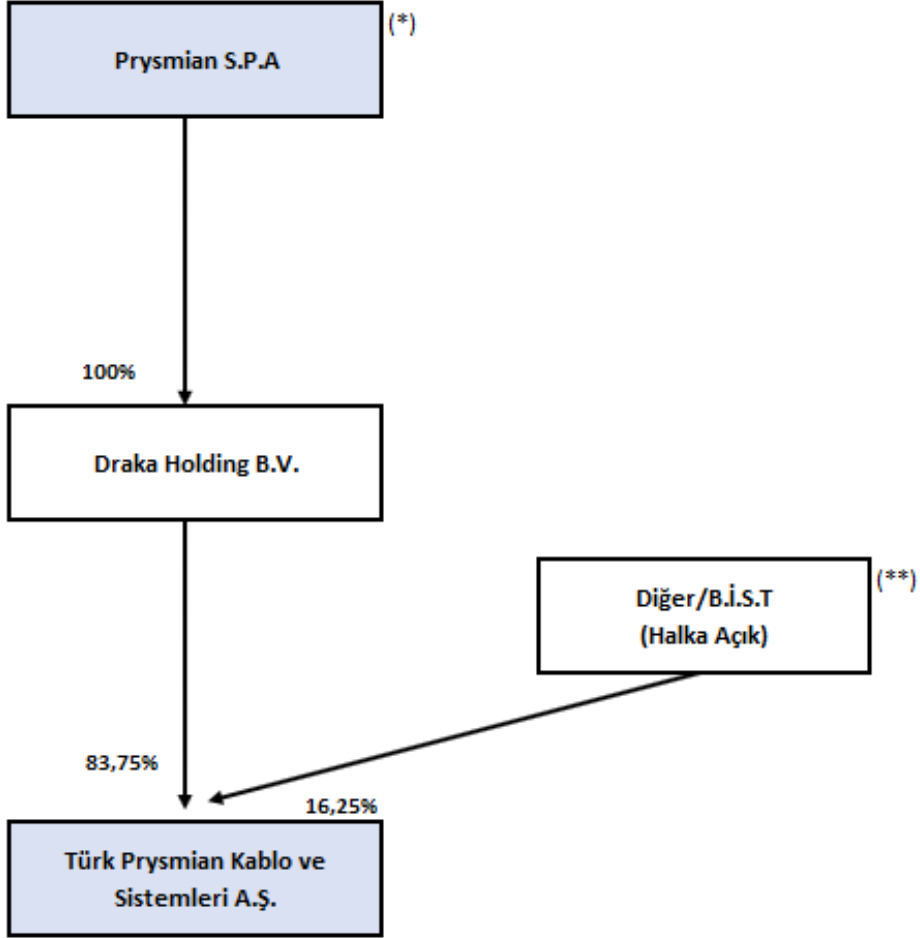 Prysmian S.P.A
(*)
100%
Draka Holding B.V.
Diğer/B.İ.S.T
(Halka Açık)
(**)
83,75%
16,25%
Türk Prysmian Kablo ve
Sistemleri A.Ş.